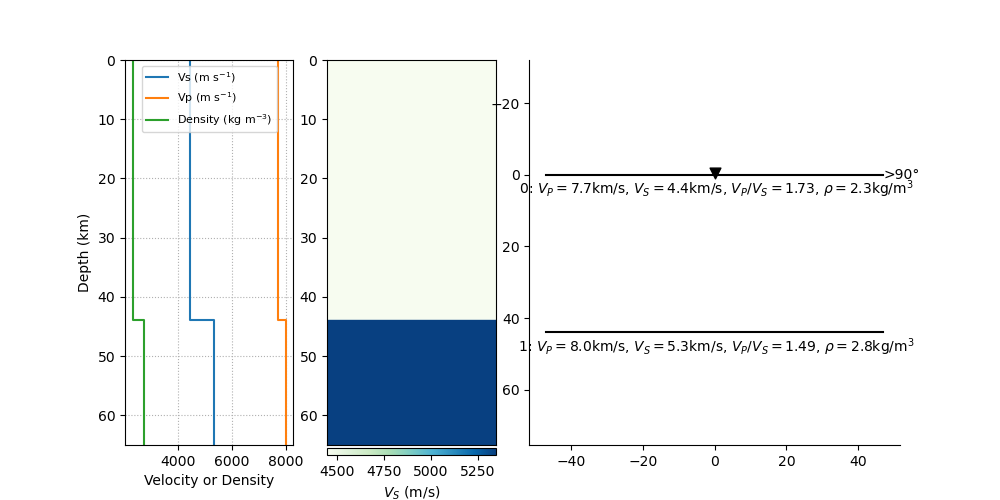 0
10
20
30
40
50
60
Depth (km)
4000 6000 8000
Velocity or Density
Vs (m s⁻¹)
Vp (m s⁻¹)
Density (kg m⁻³)
0
10
20
30
40
50
60
4500 4750 5000 5250
V_S (m/s)
−20
0
20
40
60
>90°
0: V_P = 7.7km/s, V_S = 4.4km/s, V_P/V_S = 1.73, ρ = 2.3kg/m³
1: V_P = 8.0km/s, V_S = 5.3km/s, V_P/V_S = 1.49, ρ = 2.8kg/m³
−40 −20 0 20 40